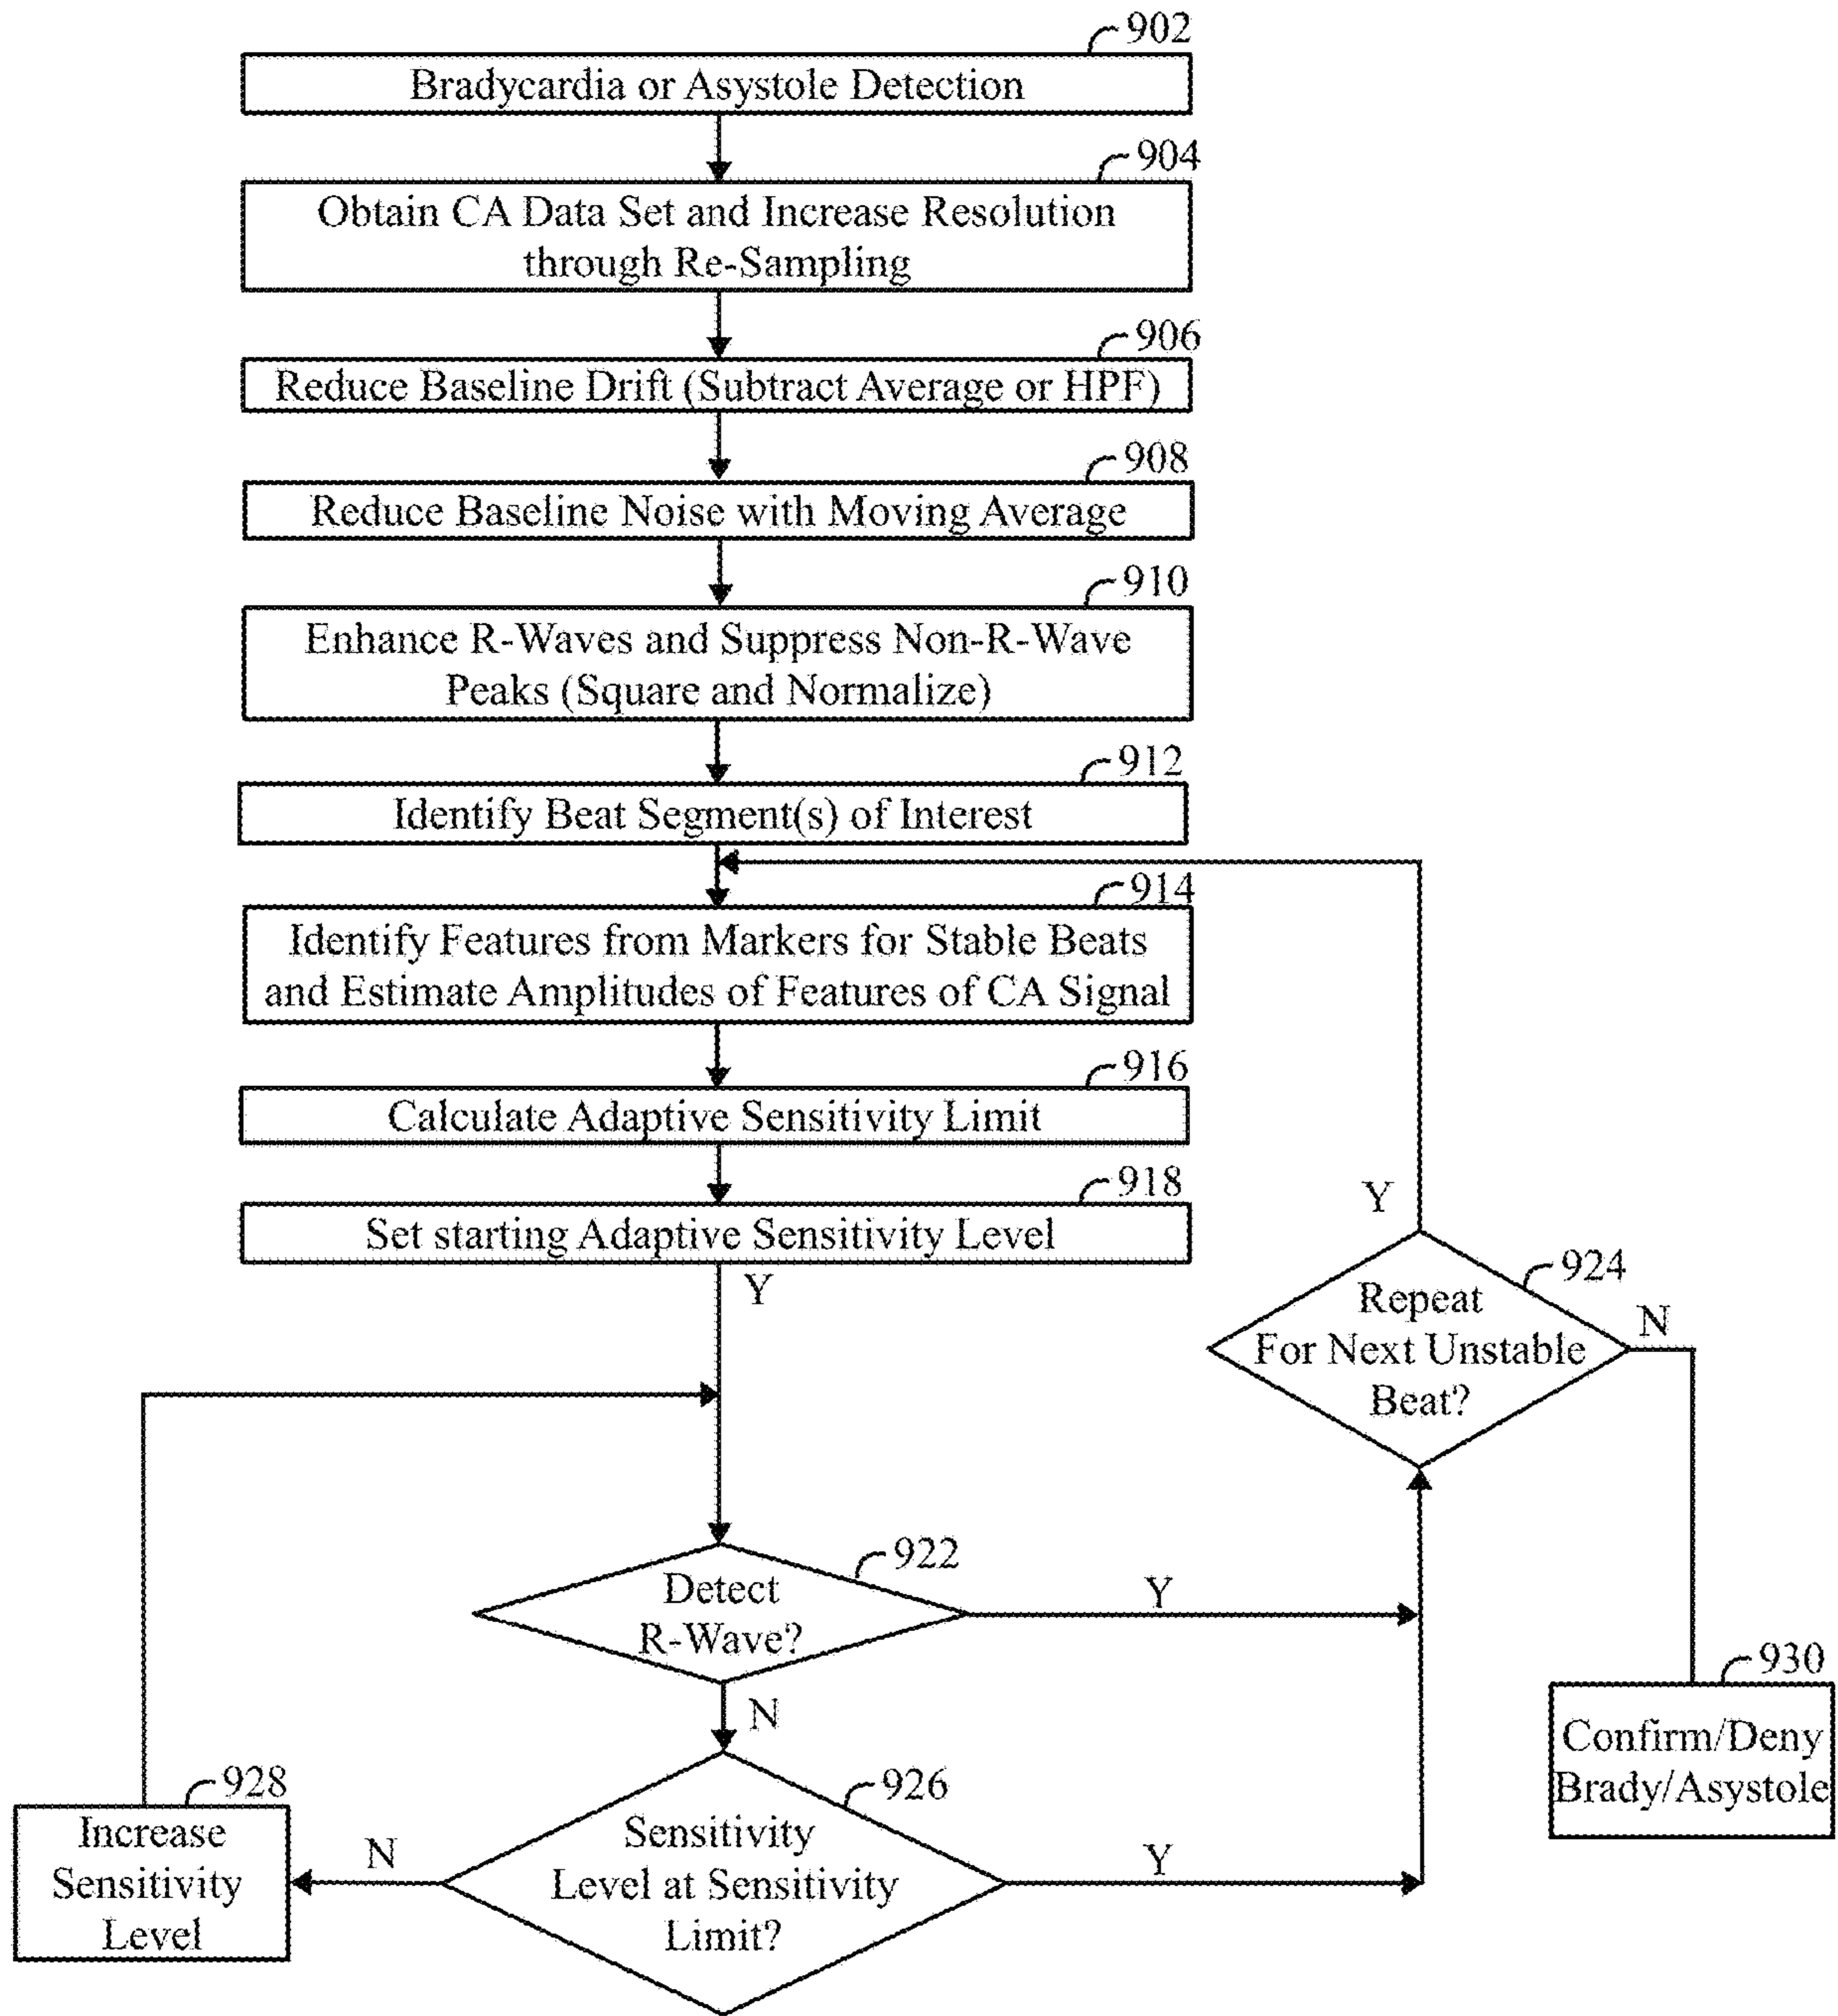 902
Bradycardia or Asystole Detection
904
Obtain CA Data Set and Increase Resolution
through Re-Sampling
906
Reduce Baseline Drift (Subtract Average or HPF)
908
Reduce Baseline Noise with Moving Average
910
Enhance R-Waves and Suppress Non-R-Wave
Peaks (Square and Normalize)
912
Identify Beat Segment(s) of Interest
914
Identify Features from Markers for Stable Beats
and Estimate Amplitudes of Features of CA Signal
916
Calculate Adaptive Sensitivity Limit
918
Set starting Adaptive Sensitivity Level
Y
Y
924
Repeat
For Next Unstable
Beat?
N
922
Detect
R-Wave?
Y
N
930
Confirm/Deny
Brady/Asystole
926
Sensitivity
Level at Sensitivity
Limit?
Y
N
928
Increase
Sensitivity
Level